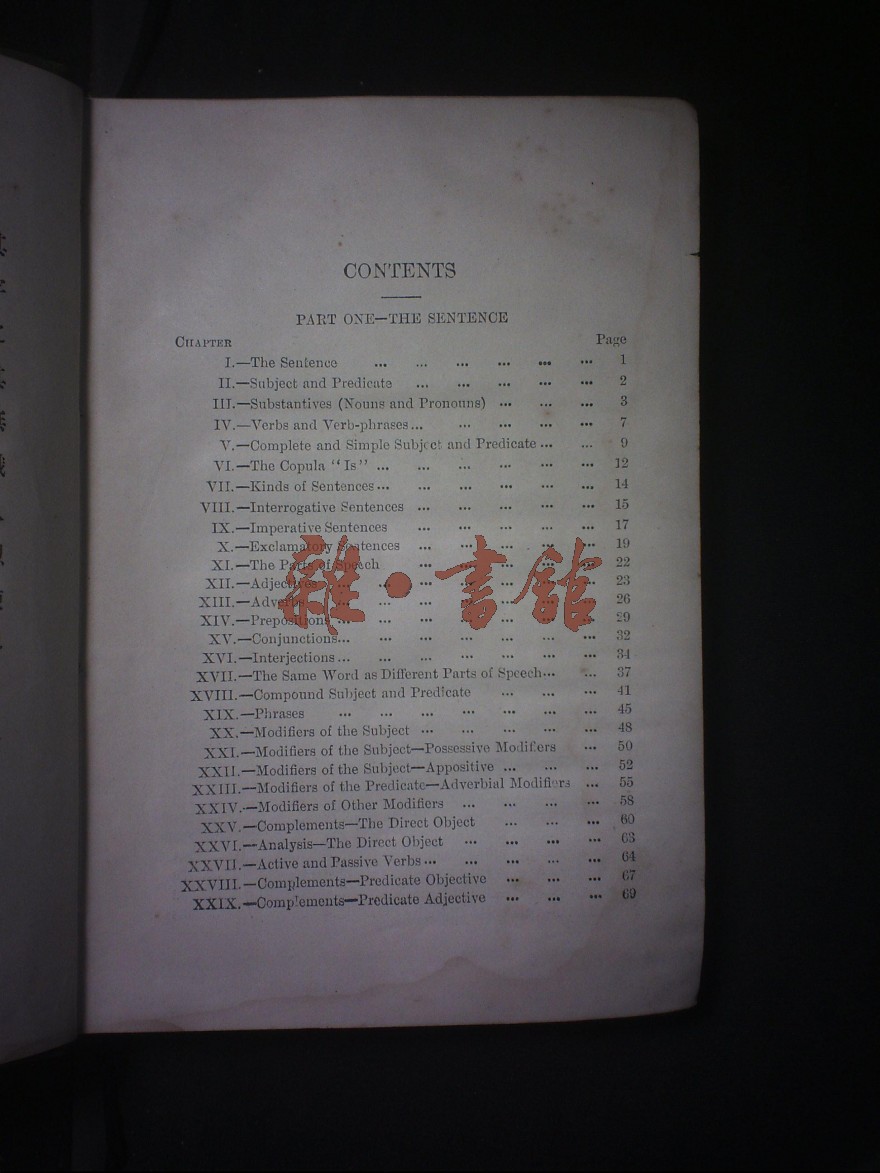 CONTENTS
PART ONE—THE SENTENCE
CHAPTER Page
I.—The Sentence ... ... ... ... ... ... 1
II.—Subject and Predicate ... ... ... ... ... 2
III.—Substantives (Nouns and Pronouns) ... ... ... 3
IV.—Verbs and Verb-phrases ... ... ... ... ... 7
V.—Complete and Simple Subject and Predicate ... ... 9
VI.—The Copula "Is" ... ... ... ... ... ... 12
VII.—Kinds of Sentences ... ... ... ... ... ... 14
VIII.—Interrogative Sentences ... ... ... ... ... 15
IX.—Imperative Sentences ... ... ... ... ... 17
X.—Exclamatory Sentences ... ... ... ... ... 19
XI.—The Parts of Speech ... ... ... ... ... 22
XII.—Adjectives ... ... ... ... ... ... ... 23
XIII.—Adverbs ... ... ... ... ... ... ... 26
XIV.—Prepositions ... ... ... ... ... ... ... 29
XV.—Conjunctions ... ... ... ... ... ... ... 32
XVI.—Interjections ... ... ... ... ... ... ... 34
XVII.—The Same Word as Different Parts of Speech ... ... 37
XVIII.—Compound Subject and Predicate ... ... ... 41
XIX.—Phrases ... ... ... ... ... ... ... 45
XX.—Modifiers of the Subject ... ... ... ... ... 48
XXI.—Modifiers of the Subject—Possessive Modifiers ... 50
XXII.—Modifiers of the Subject—Appositive ... ... ... 52
XXIII.—Modifiers of the Predicate—Adverbial Modifiers ... 55
XXIV.—Modifiers of Other Modifiers ... ... ... ... 58
XXV.—Complements—The Direct Object ... ... ... 60
XXVI.—Analysis—The Direct Object ... ... ... ... 63
XXVII.—Active and Passive Verbs ... ... ... ... ... 64
XXVIII.—Complements—Predicate Objective ... ... ... 67
XXIX.—Complements—Predicate Adjective ... ... ... 69
雜·書館